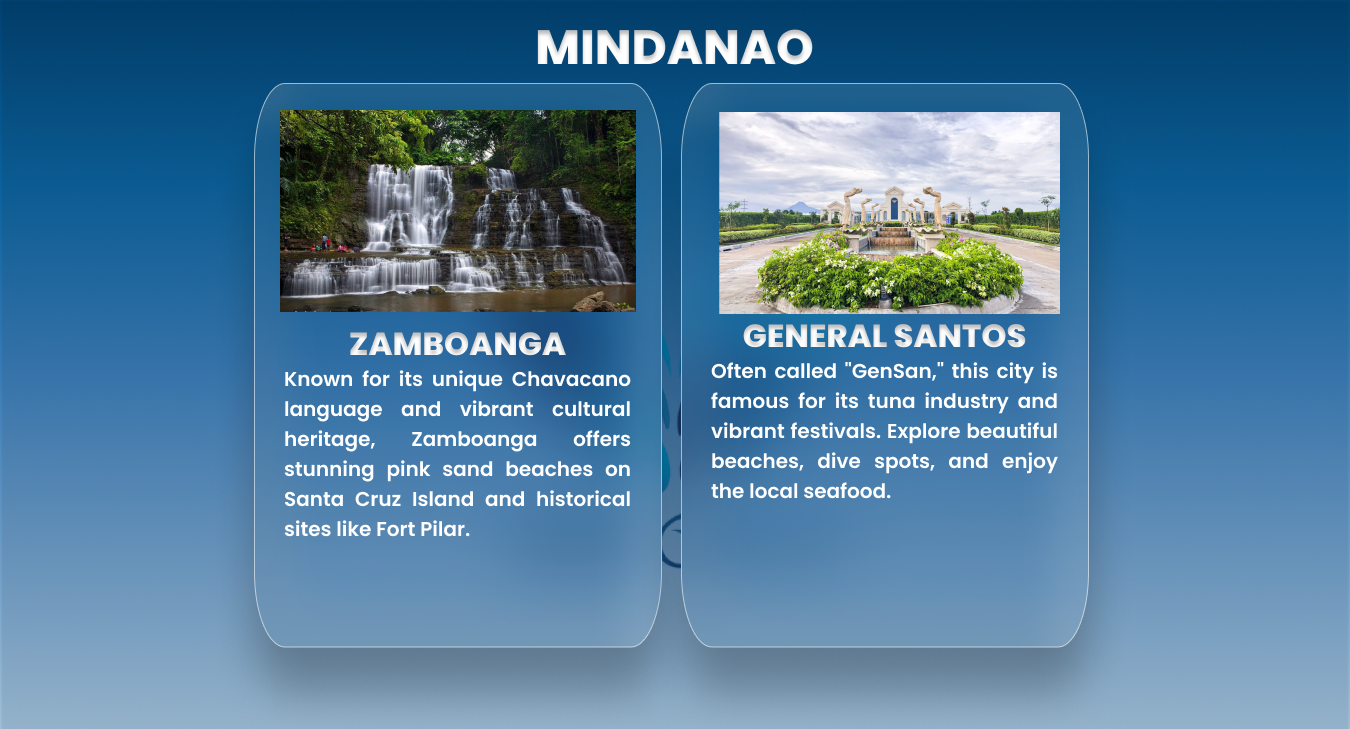 MINDANAO
ZAMBOANGA
Known for its unique Chavacano
language and vibrant cultural
heritage, Zamboanga offers
stunning pink sand beaches on
Santa Cruz Island and historical
sites like Fort Pilar.
GENERAL SANTOS
Often called "GenSan," this city is
famous for its tuna industry and
vibrant festivals. Explore beautiful
beaches, dive spots, and enjoy
the local seafood.